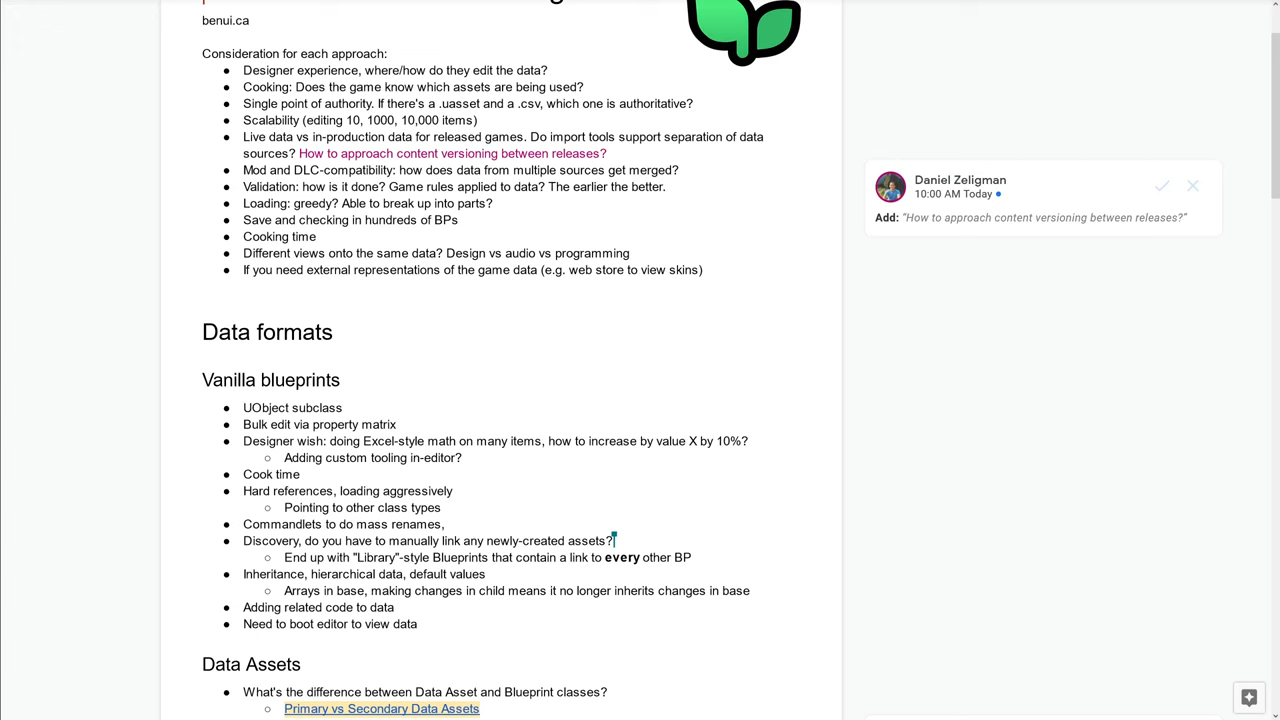 benui.ca
Consideration for each approach:
● Designer experience, where/how do they edit the data?
● Cooking: Does the game know which assets are being used?
● Single point of authority. If there's a .uasset and a .csv, which one is authoritative?
● Scalability (editing 10, 1000, 10,000 items)
● Live data vs in-production data for released games. Do import tools support separation of data
sources? How to approach content versioning between releases?
● Mod and DLC-compatibility: how does data from multiple sources get merged?
● Validation: how is it done? Game rules applied to data? The earlier the better.
● Loading: greedy? Able to break up into parts?
● Save and checking in hundreds of BPs
● Cooking time
● Different views onto the same data? Design vs audio vs programming
● If you need external representations of the game data (e.g. web store to view skins)
Data formats
Vanilla blueprints
● UObject subclass
● Bulk edit via property matrix
● Designer wish: doing Excel-style math on many items, how to increase by value X by 10%?
○ Adding custom tooling in-editor?
● Cook time
● Hard references, loading aggressively
○ Pointing to other class types
● Commandlets to do mass renames,
● Discovery, do you have to manually link any newly-created assets?
○ End up with "Library"-style Blueprints that contain a link to every other BP
● Inheritance, hierarchical data, default values
○ Arrays in base, making changes in child means it no longer inherits changes in base
● Adding related code to data
● Need to boot editor to view data
Data Assets
● What's the difference between Data Asset and Blueprint classes?
○ Primary vs Secondary Data Assets
Daniel Zeligman
10:00 AM Today
Add: “How to approach content versioning between releases?”